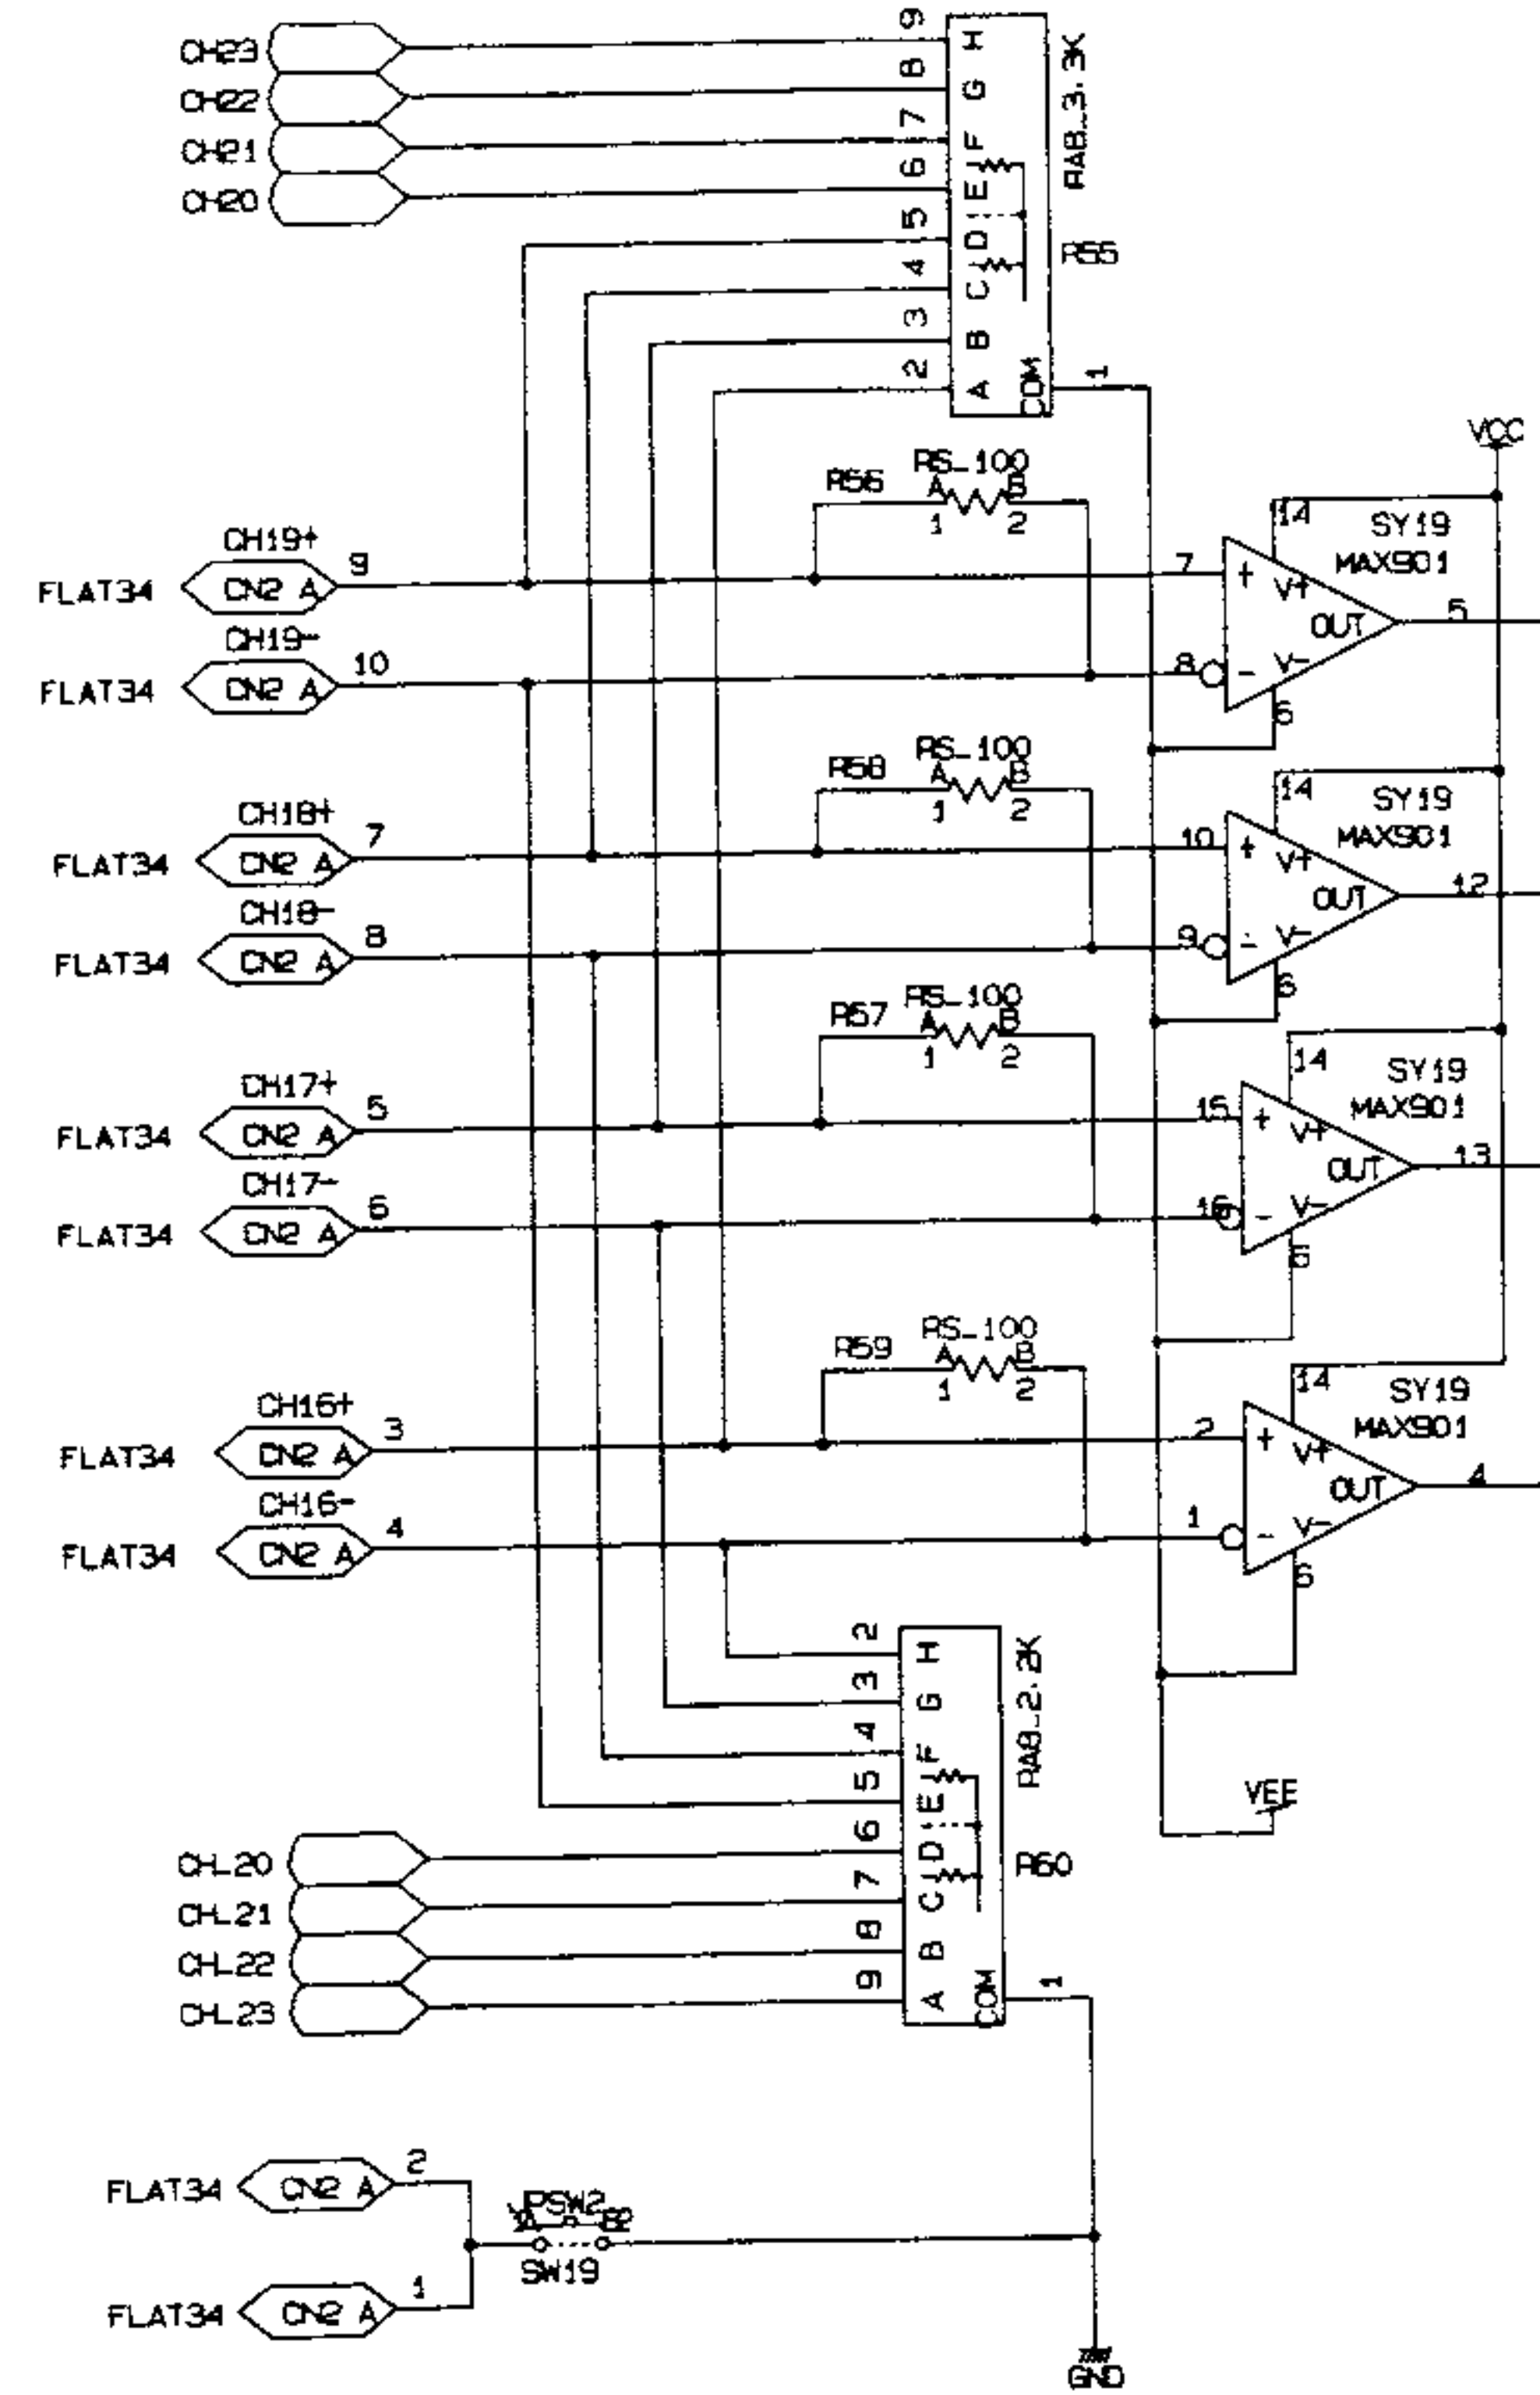 CH23
CH22
CH21
CH20
9 H
8 G
7 F
6 E
5 D
4 C
3 B
2 A
COM 1
RA8_3.3K
R55
VCC
R56 RS_100
A B
1 2
CH19+
FLAT34 CN2 A 9
7 + V+ 14
SY19
MAX901
OUT 5
CH19-
FLAT34 CN2 A 10
8 - V- 6
R58 RS_100
A B
1 2
CH18+
FLAT34 CN2 A 7
10 + V+ 14
SY19
MAX901
OUT 12
CH18-
FLAT34 CN2 A 8
9 - V- 6
R57 RS_100
A B
1 2
CH17+
FLAT34 CN2 A 5
15 + V+ 14
SY19
MAX901
OUT 13
CH17-
FLAT34 CN2 A 6
16 - V- 6
R59 RS_100
A B
1 2
CH16+
FLAT34 CN2 A 3
2 + V+ 14
SY19
MAX901
OUT 4
CH16-
FLAT34 CN2 A 4
1 - V- 6
2 H
3 G
4 F
5 E
6 D
7 C
8 B
9 A
COM 1
RA8_2.2K
R60
VEE
CHL20
CHL21
CHL22
CHL23
FLAT34 CN2 A 2
JPSW2
SW19
FLAT34 CN2 A 1
GND